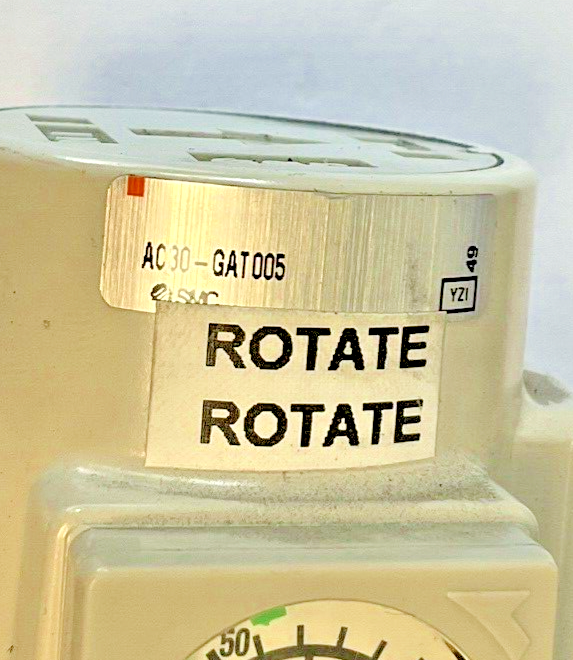 AC30-GAT005
SMC
49
YZI
ROTATE
ROTATE
50